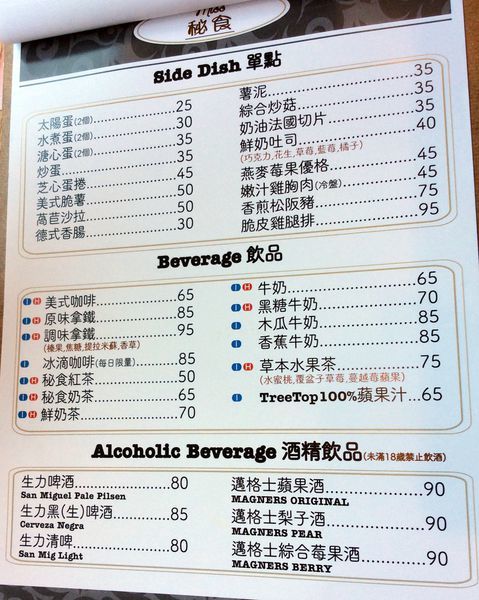 Miss
秘食
Side Dish 單點
太陽蛋(2個)......................25
水煮蛋(2個)......................30
溏心蛋(2個)......................35
炒蛋......................35
芝心蛋捲......................45
美式脆薯......................50
萵苣沙拉......................50
德式香腸......................30
薯泥......................35
綜合炒菇......................35
奶油法國切片......................35
鮮奶吐司......................40
(巧克力,花生,草莓,藍莓,橘子)
燕麥莓果優格......................45
嫩汁雞胸肉(冷盤)......................45
香煎松阪豬......................75
脆皮雞腿排......................95
Beverage 飲品
I H 美式咖啡......................65
I H 原味拿鐵......................85
I H 調味拿鐵......................95
(榛果,焦糖,提拉米蘇,香草)
I 冰滴咖啡(每日限量)......................85
I H 秘食紅茶......................50
I H 秘食奶茶......................65
I H 鮮奶茶......................70
I H 牛奶......................65
I H 黑糖牛奶......................70
I 木瓜牛奶......................85
I 香蕉牛奶......................85
I H 草本水果茶......................75
(水蜜桃,覆盆子草莓,蔓越莓蘋果)
I TreeTop100%蘋果汁...65
Alcoholic Beverage 酒精飲品(未滿18歲禁止飲酒)
生力啤酒......................80
San Miguel Pale Pilsen
生力黑(生)啤酒......................85
Cerveza Negra
生力清啤......................80
San Mig Light
邁格士蘋果酒......................90
MAGNERS ORIGINAL
邁格士梨子酒......................90
MAGNERS PEAR
邁格士綜合莓果酒......................90
MAGNERS BERRY